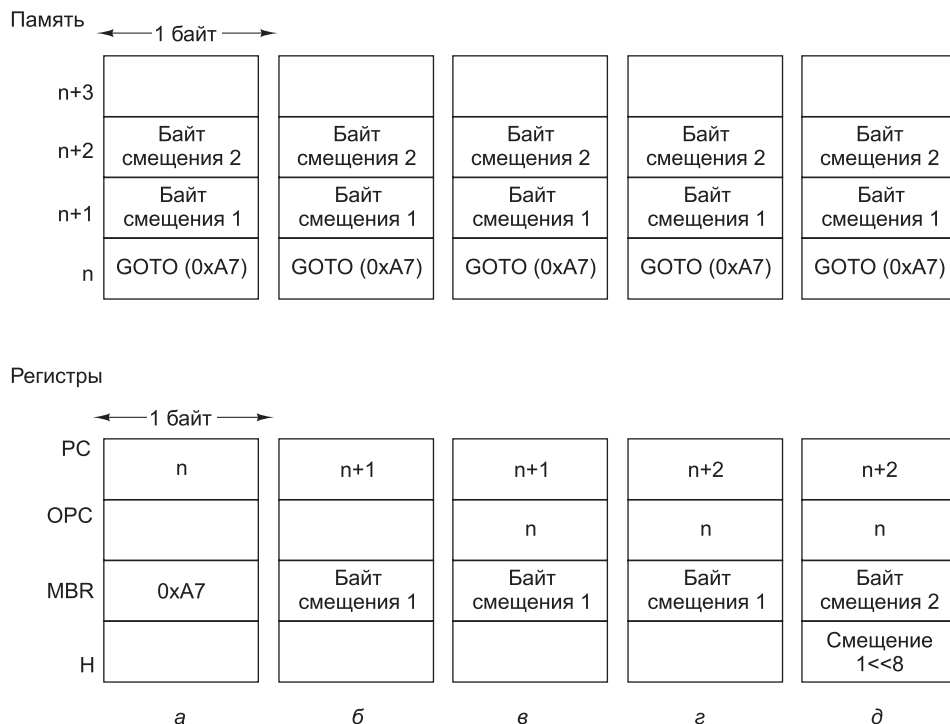 Память
1 байт
n+3
n+2
Байт смещения 2
Байт смещения 2
Байт смещения 2
Байт смещения 2
Байт смещения 2
n+1
Байт смещения 1
Байт смещения 1
Байт смещения 1
Байт смещения 1
Байт смещения 1
n
GOTO (0xA7)
GOTO (0xA7)
GOTO (0xA7)
GOTO (0xA7)
GOTO (0xA7)
Регистры
1 байт
PC
n
n+1
n+1
n+2
n+2
OPC
n
n
n
MBR
0xA7
Байт смещения 1
Байт смещения 1
Байт смещения 1
Байт смещения 2
H
Смещение 1<<8
а
б
в
г
д